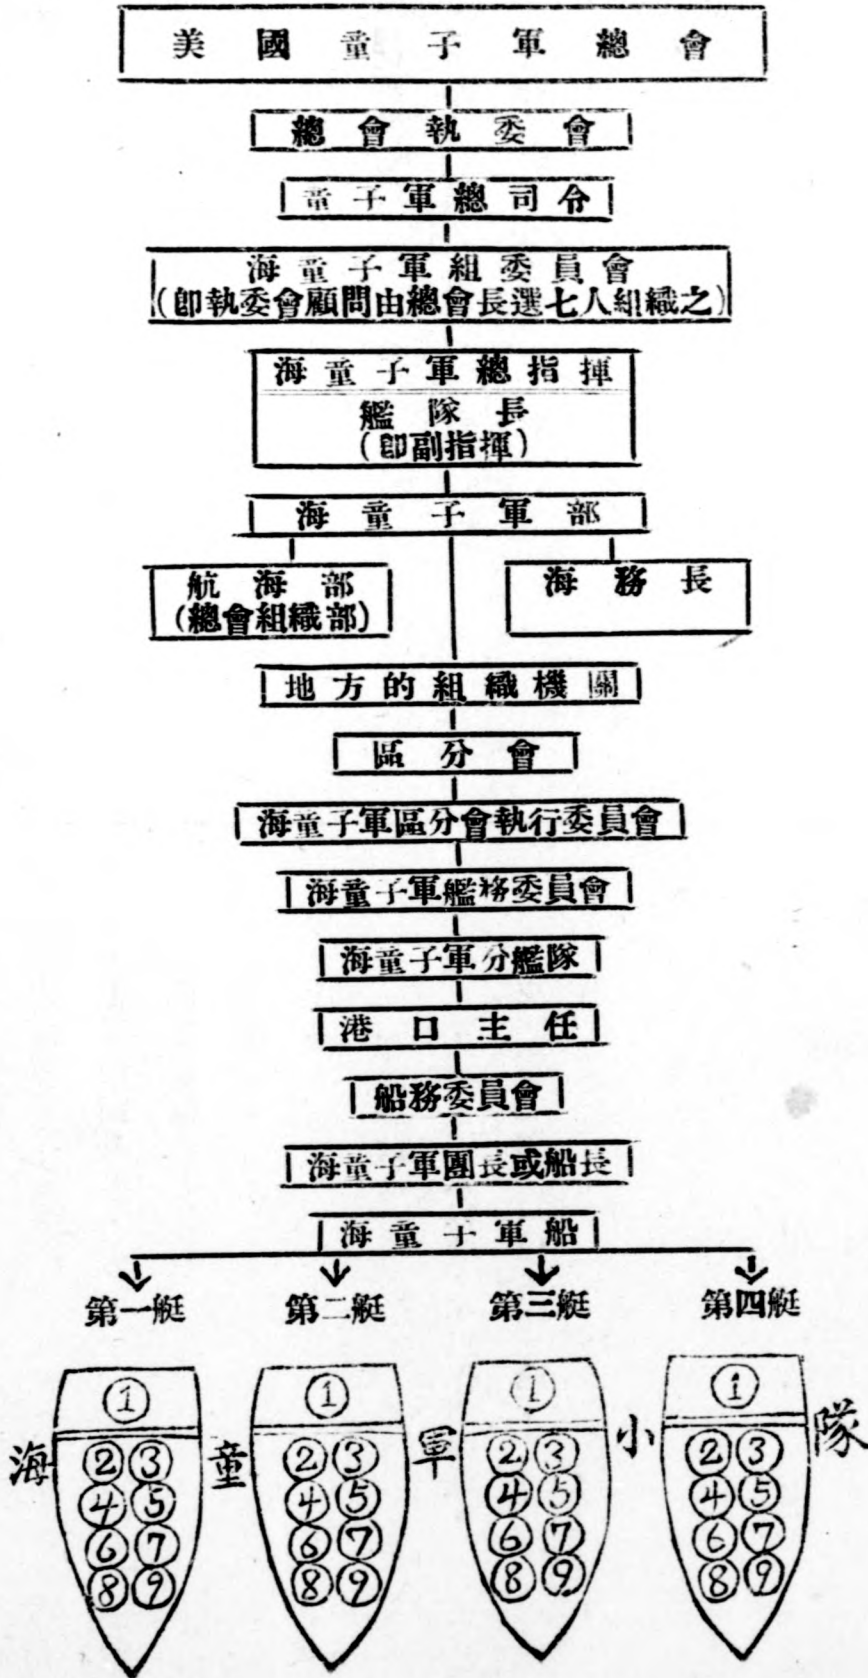 美國童子軍總會
總會執委會
童子軍總司令
海童子軍組委員會
(即執委會顧問由總會長選七人組織之)
海童子軍總指揮
艦隊長
(即副指揮)
海童子軍部
航海部
(總會組織部)
海務長
地方的組織機關
區分會
海童子軍區分會執行委員會
海童子軍艦務委員會
海童子軍分艦隊
港口主任
船務委員會
海童子軍團長或船長
海童子軍船
第一艇 第二艇 第三艇 第四艇
① ① ① ①
海 童 軍 小 隊
②③ ②③ ②③ ②③
④⑤ ④⑤ ④⑤ ④⑤
⑥⑦ ⑥⑦ ⑥⑦ ⑥⑦
⑧⑨ ⑧⑨ ⑧⑨ ⑧⑨